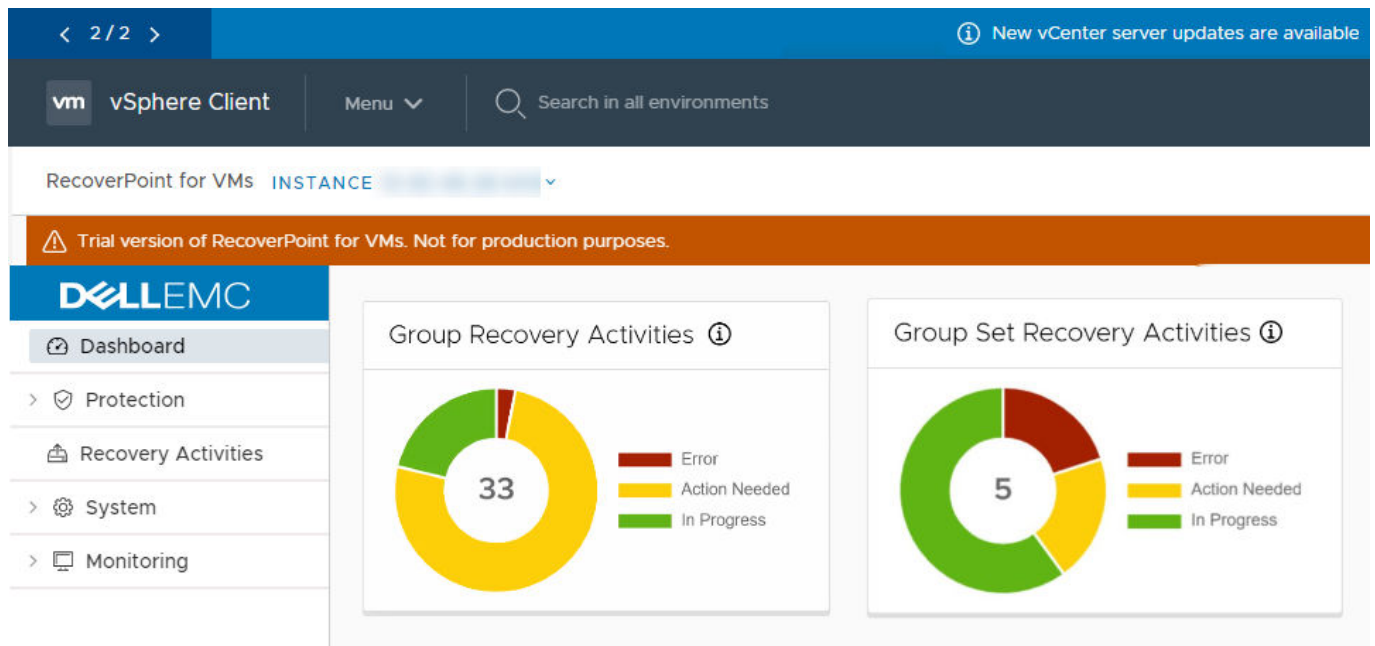 2/2
New vCenter server updates are available
vm vSphere Client Menu Search in all environments
RecoverPoint for VMs INSTANCE
Trial version of RecoverPoint for VMs. Not for production purposes.
DELLEMC
Dashboard
Protection
Recovery Activities
System
Monitoring
Group Recovery Activities
33
Error
Action Needed
In Progress
Group Set Recovery Activities
5
Error
Action Needed
In Progress